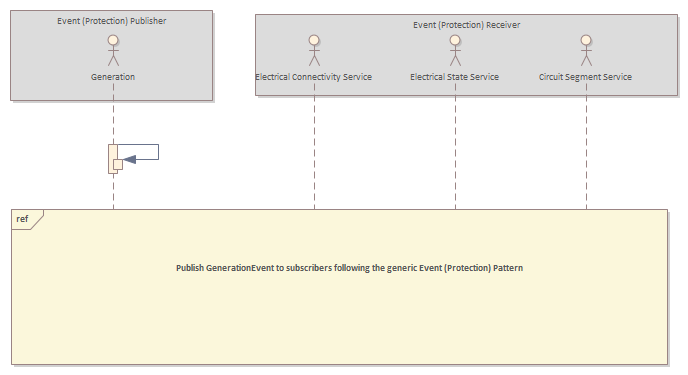 Event (Protection) Publisher
Generation
Event (Protection) Receiver
Electrical Connectivity Service
Electrical State Service
Circuit Segment Service
ref
Publish GenerationEvent to subscribers following the generic Event (Protection) Pattern